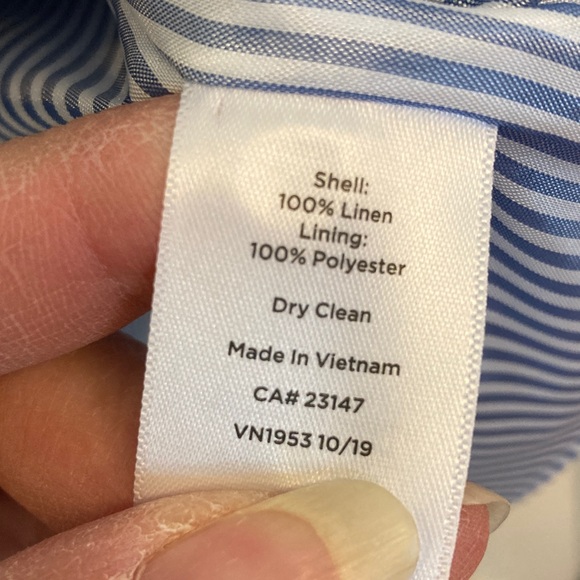 Shell:
100% Linen
Lining:
100% Polyester
Dry Clean
Made In Vietnam
CA# 23147
VN1953 10/19